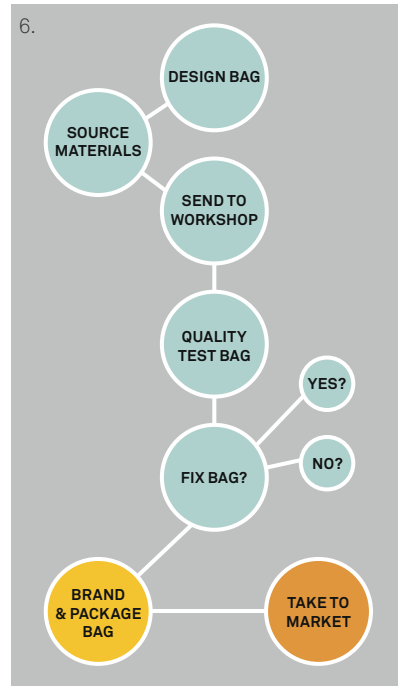 6.
DESIGN BAG
SOURCE
MATERIALS
SEND TO
WORKSHOP
QUALITY
TEST BAG
YES?
NO?
FIX BAG?
BRAND
& PACKAGE
BAG
TAKE TO
MARKET